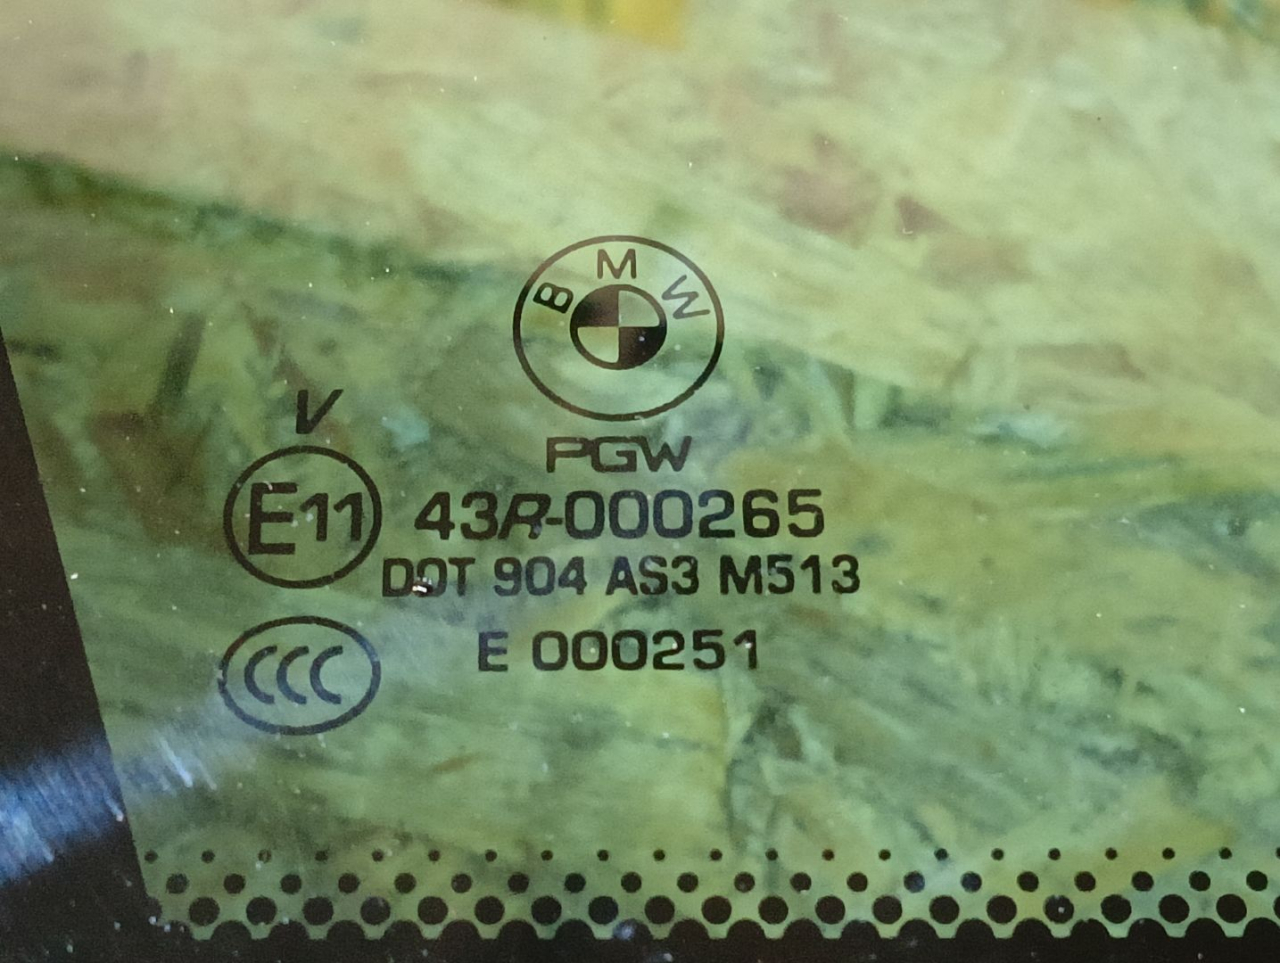 BMW
PGW
V
E11 43R-000265
DOT 904 AS3 M513
E 000251
CCC